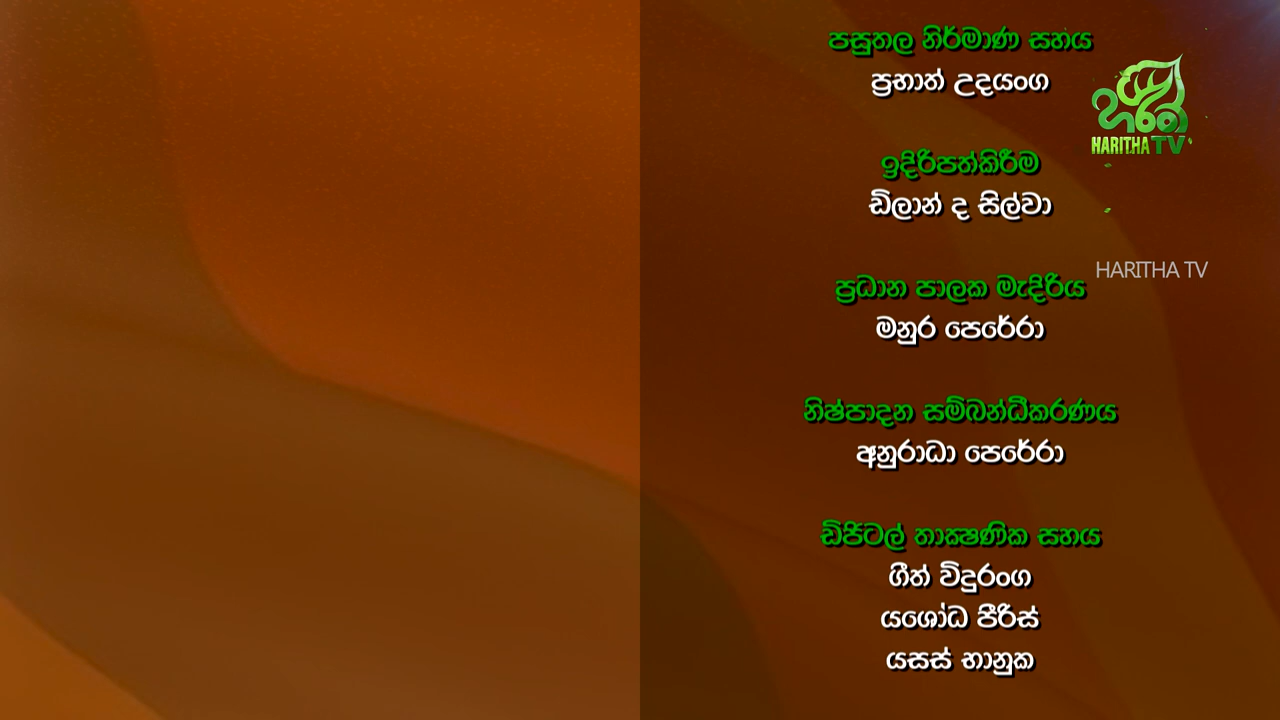 පසුතල නිර්මාණ සහය
ප්‍රභාත් උදයංග
හරිත
HARITHA TV
ඉදිරිපත්කිරීම
ඩිලාන් ද සිල්වා
HARITHA TV
ප්‍රධාන පාලක මැදිරිය
මනුර පෙරේරා
නිෂ්පාදන සම්බන්ධීකරණය
අනුරාධා පෙරේරා
ඩිජිටල් තාක්‍ෂණික සහය
ගීත් විදුරංග
යශෝධ පීරිස්
යසස් භානුක